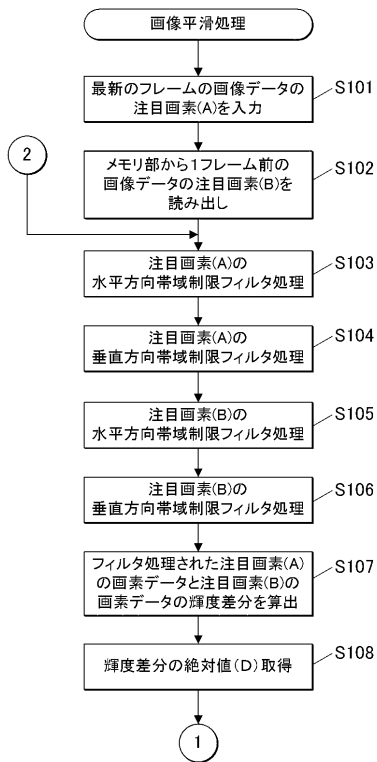 画像平滑処理
最新のフレームの画像データの
注目画素(A)を入力
S101
2
メモリ部から1フレーム前の
画像データの注目画素(B)を
読み出し
S102
注目画素(A)の
水平方向帯域制限フィルタ処理
S103
注目画素(A)の
垂直方向帯域制限フィルタ処理
S104
注目画素(B)の
水平方向帯域制限フィルタ処理
S105
注目画素(B)の
垂直方向帯域制限フィルタ処理
S106
フィルタ処理された注目画素(A)
の画素データと注目画素(B)の
画素データの輝度差分を算出
S107
輝度差分の絶対値(D)取得
S108
1